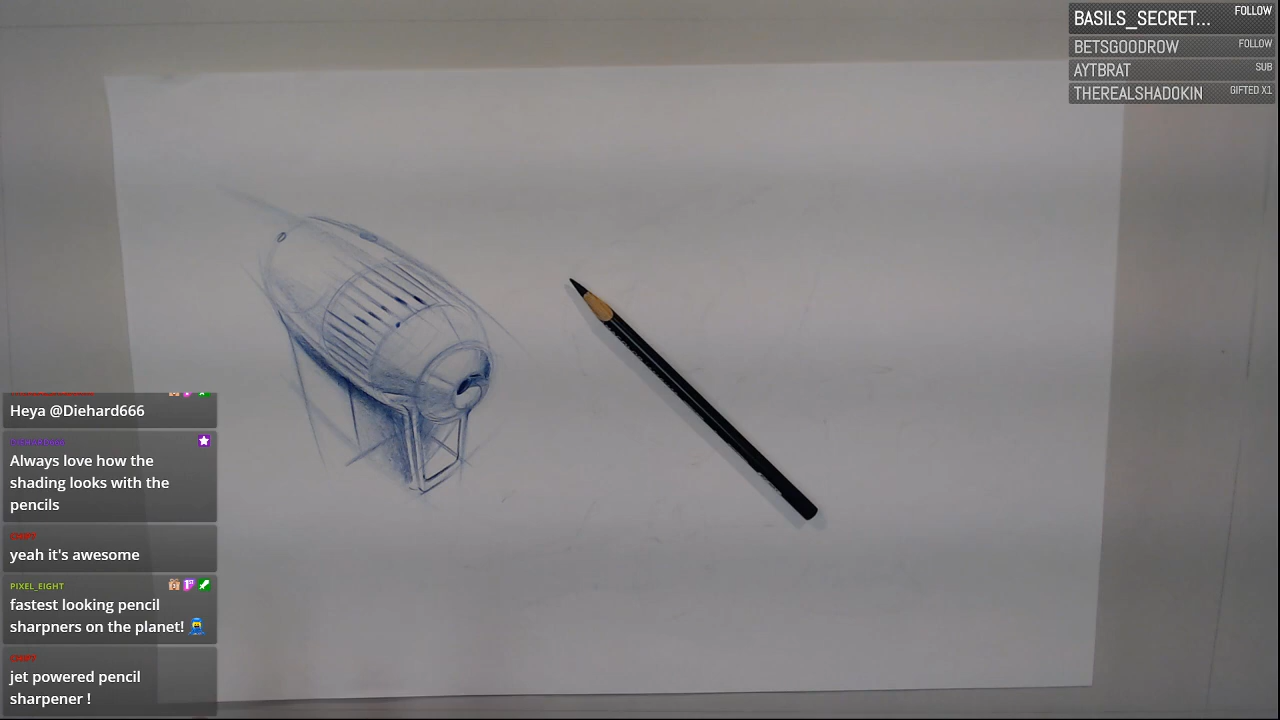 BASILS_SECRET... FOLLOW
BETSGOODROW FOLLOW
AYTBRAT SUB
THEREALSHADOKIN GIFTED X1
Heya @Diehard666
Always love how the
shading looks with the
pencils
yeah it's awesome
PIXEL_EIGHT
fastest looking pencil
sharpners on the planet!
jet powered pencil
sharpener !